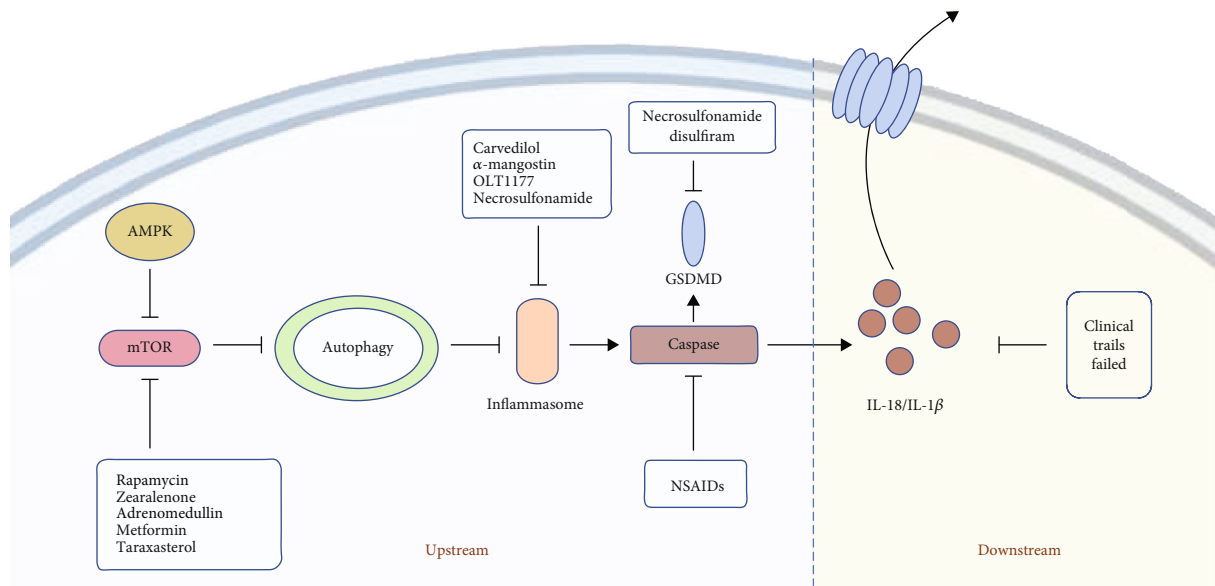 Necrosulfonamide
disulfiram
Carvedilol
α-mangostin
OLT1177
Necrosulfonamide
AMPK
GSDMD
mTOR
Autophagy
Caspase
Clinical
trails
failed
Inflammasome
IL-18/IL-1β
Rapamycin
Zearalenone
Adrenomedullin
Metformin
Taraxasterol
NSAIDs
Upstream
Downstream